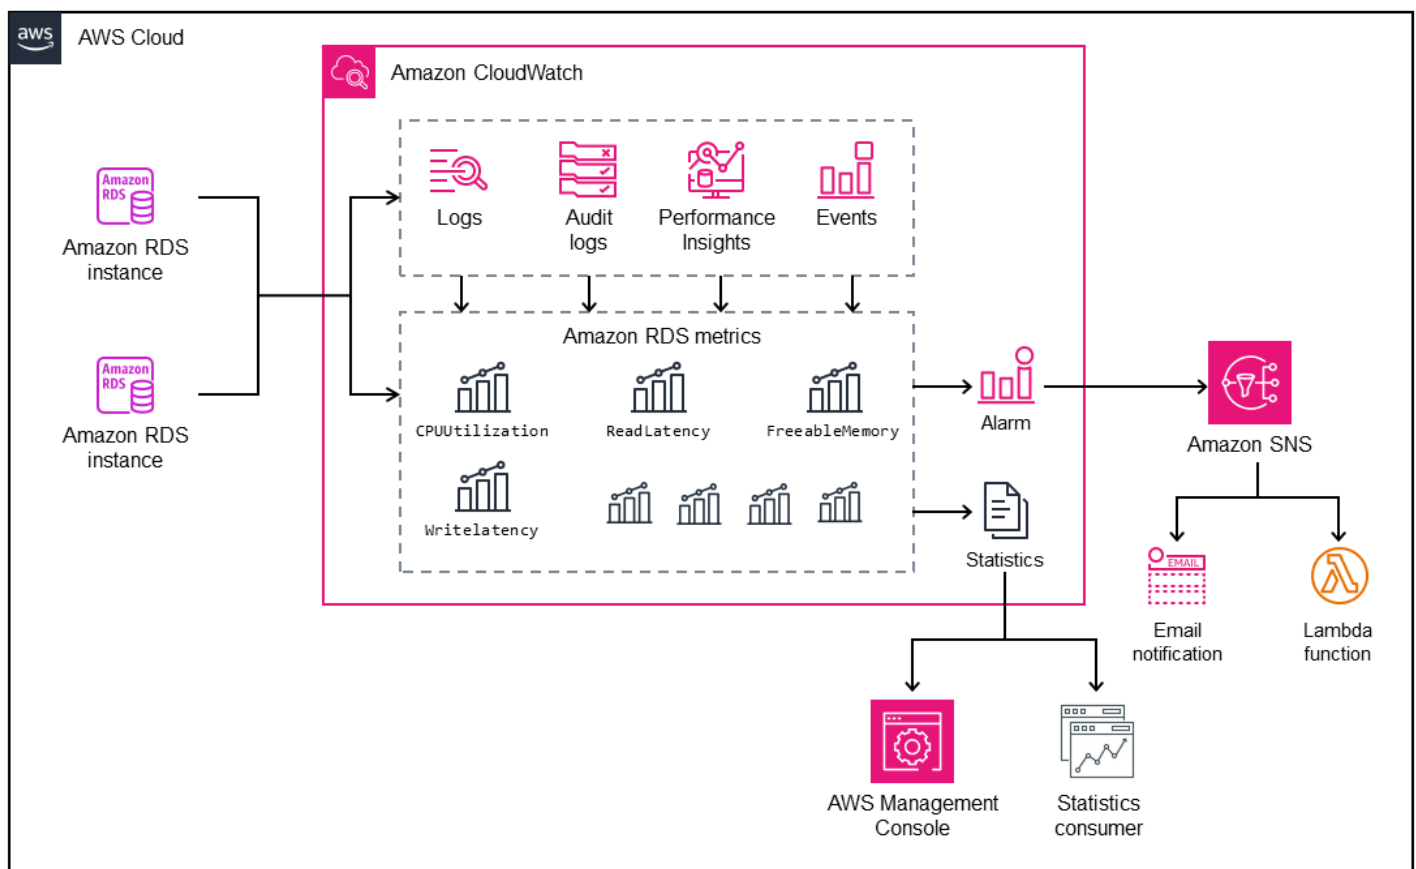 aws
AWS Cloud
Amazon CloudWatch
Amazon
RDS
Amazon RDS
instance
Amazon
RDS
Amazon RDS
instance
Logs
Audit
logs
Performance
Insights
Events
Amazon RDS metrics
CPUUtilization
ReadLatency
FreeableMemory
Writelatency
Alarm
Statistics
Amazon SNS
EMAIL
Email
notification
Lambda
function
AWS Management
Console
Statistics
consumer